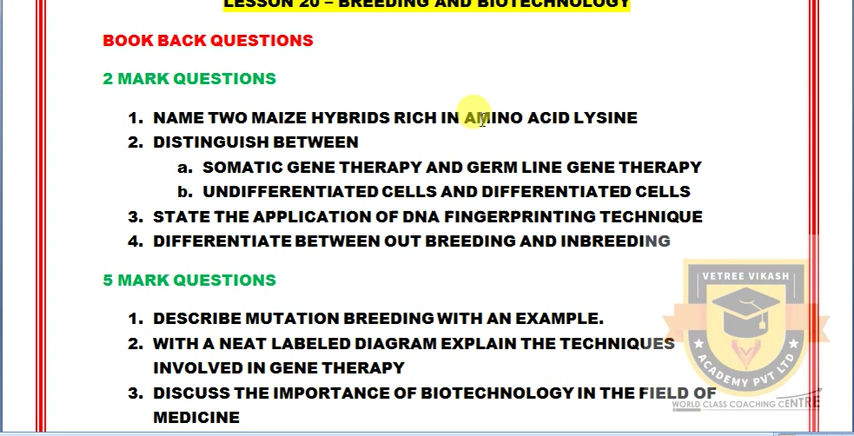 LESSON 20 – BREEDING AND BIOTECHNOLOGY
BOOK BACK QUESTIONS
2 MARK QUESTIONS
1. NAME TWO MAIZE HYBRIDS RICH IN AMINO ACID LYSINE
2. DISTINGUISH BETWEEN
a. SOMATIC GENE THERAPY AND GERM LINE GENE THERAPY
b. UNDIFFERENTIATED CELLS AND DIFFERENTIATED CELLS
3. STATE THE APPLICATION OF DNA FINGERPRINTING TECHNIQUE
4. DIFFERENTIATE BETWEEN OUT BREEDING AND INBREEDING
5 MARK QUESTIONS
1. DESCRIBE MUTATION BREEDING WITH AN EXAMPLE.
2. WITH A NEAT LABELED DIAGRAM EXPLAIN THE TECHNIQUES
INVOLVED IN GENE THERAPY
3. DISCUSS THE IMPORTANCE OF BIOTECHNOLOGY IN THE FIELD OF
MEDICINE
VETREE VIKASH
ACADEMY PVT LTD
WORLD CLASS COACHING CENTRE